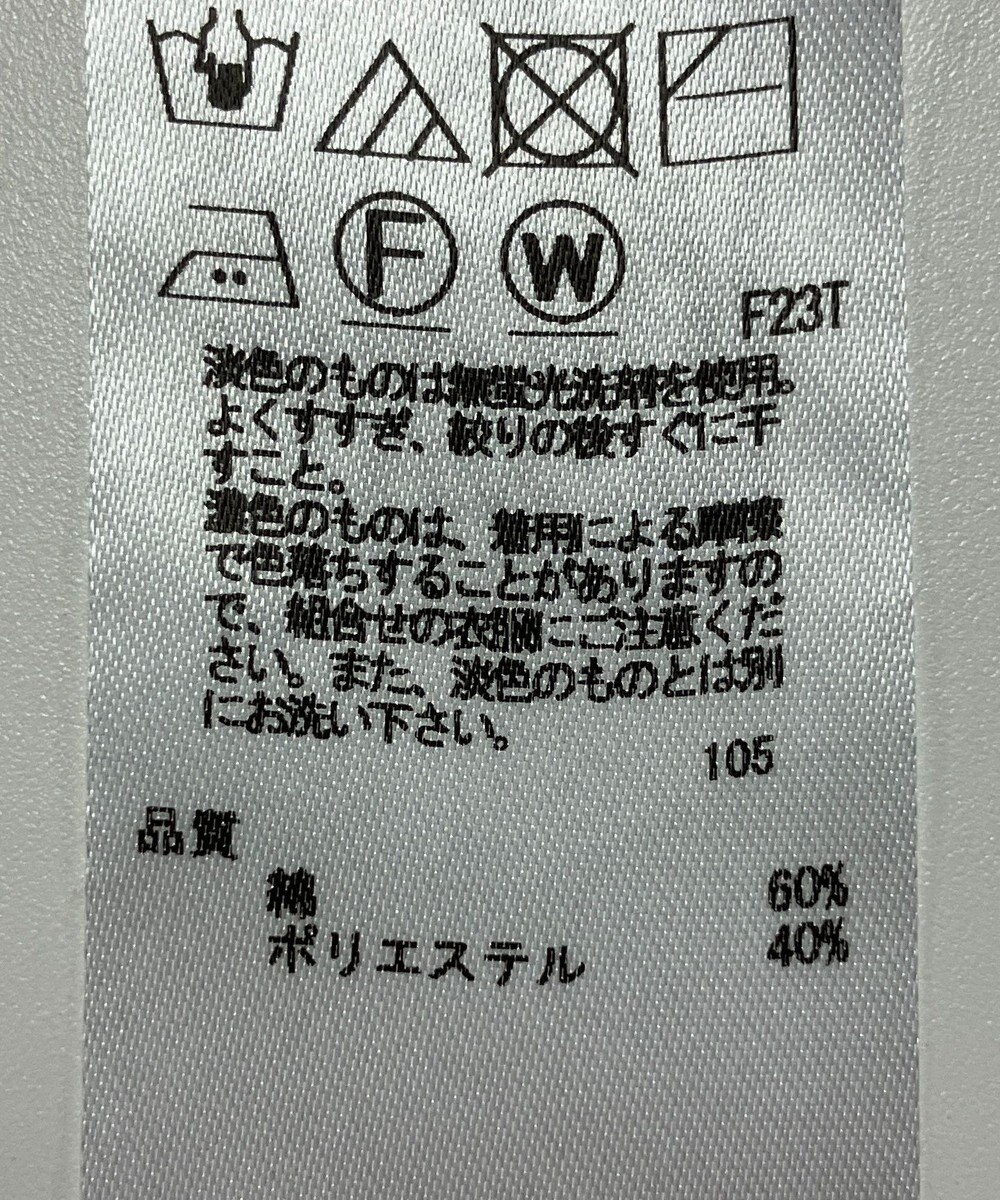 F W
F23T
淡色のものは無蛍光洗剤を使用。
よくすすぎ、絞りの後すぐに干
すこと。
濃色のものは、着用による摩擦
で色落ちすることがありますの
で、組合せの衣服にご注意くだ
さい。また、淡色のものとは別
にお洗い下さい。
105
品質
綿 60%
ポリエステル 40%